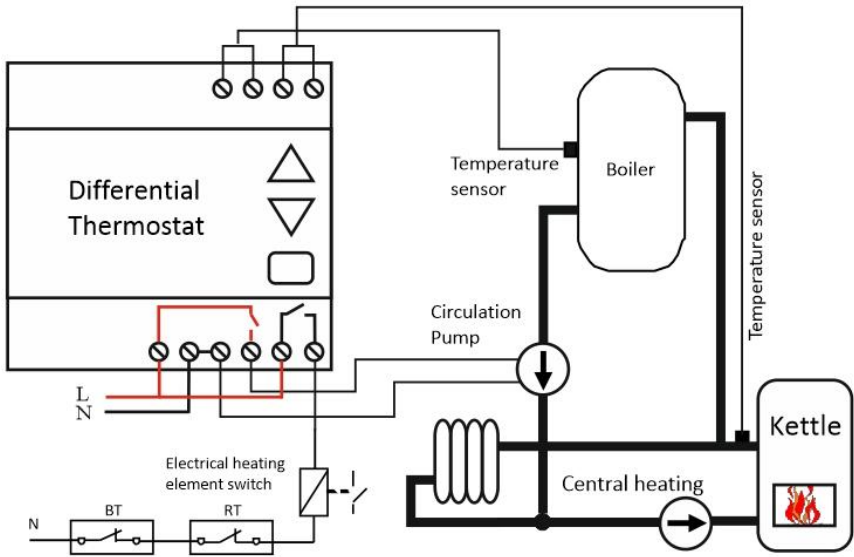 Differential
Thermostat
Temperature
sensor
Boiler
Temperature sensor
Circulation
Pump
L
N
Kettle
Electrical heating
element switch
Central heating
N
BT
RT